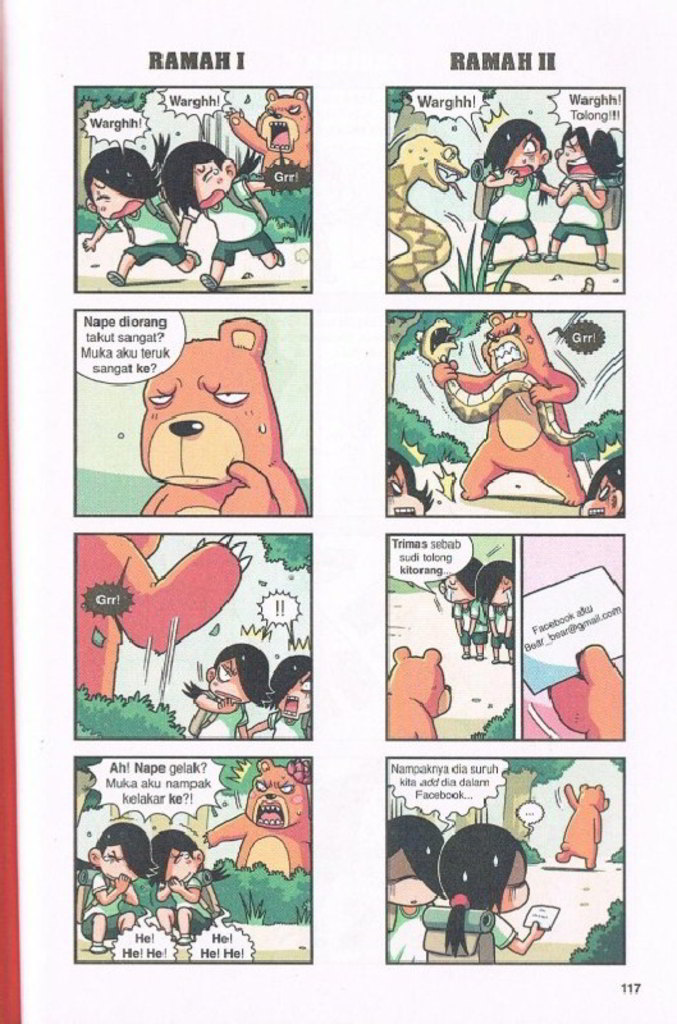 RAMAH I
Warghh!
Warghh!
Grr!
Nape diorang
takut sangat?
Muka aku teruk
sangat ke?
Grr!
!!
Ah! Nape gelak?
Muka aku nampak
kelakar ke?!
He!
He! He!
He!
He! He!
RAMAH II
Warghh!
Warghh!
Tolong!!!
Grr!
Trimas sebab
sudi tolong
kitorang...
Facebook aku
Bear_bear@gmail.com
Nampaknya dia suruh
kita add dia dalam
Facebook...
...
117